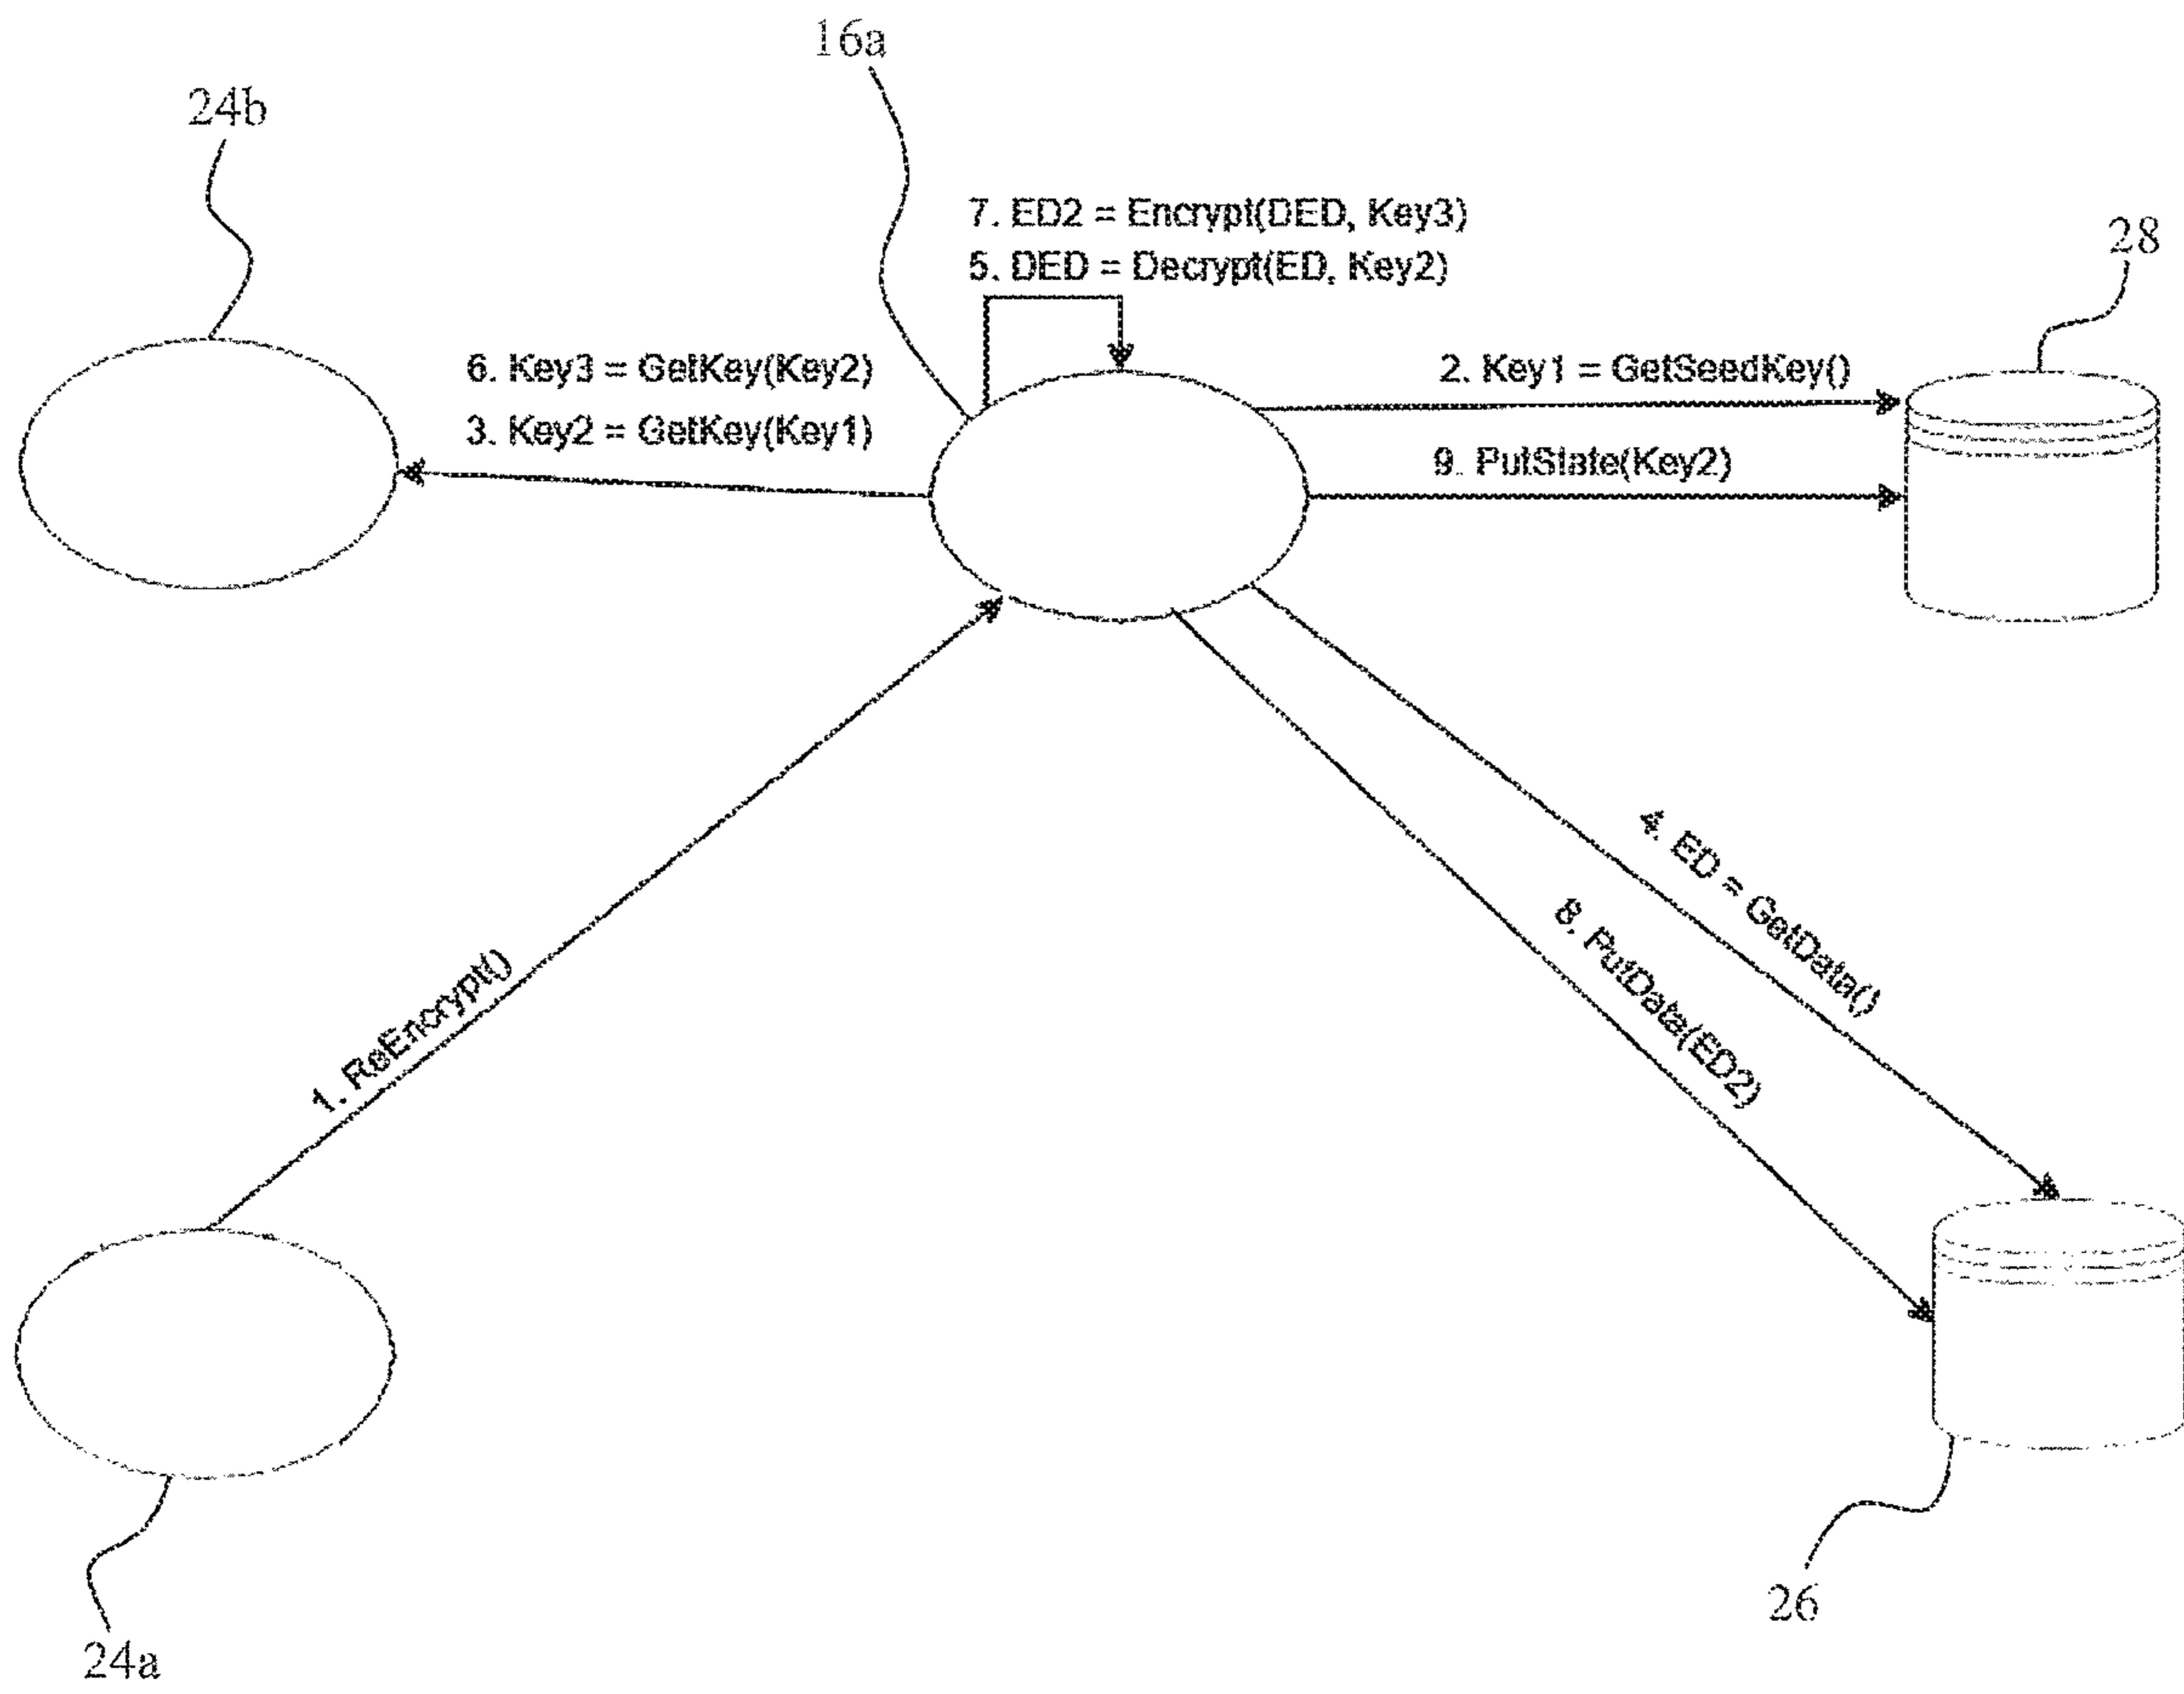 16a
24b
7. ED2 = Encrypt(DED, Key3)
5. DED = Decrypt(ED, Key2)
28
6. Key3 = GetKey(Key2)
3. Key2 = GetKey(Key1)
2. Key1 = GetSeedKey()
9. PutState(Key2)
4. ED = GetData()
8. PutData(ED2)
1. ReEncrypt()
26
24a